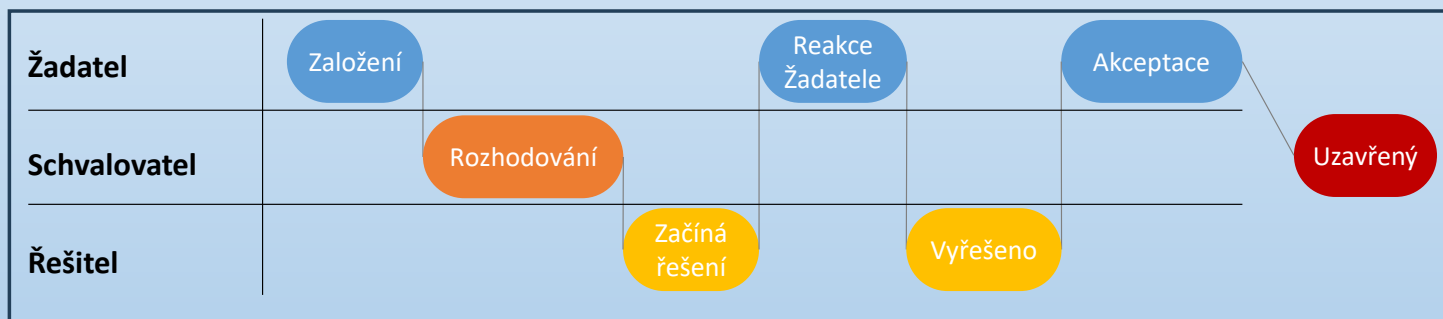 Žadatel
Založení
Reakce
Žadatele
Akceptace
Schvalovatel
Rozhodování
Uzavřený
Řešitel
Začíná
řešení
Vyřešeno